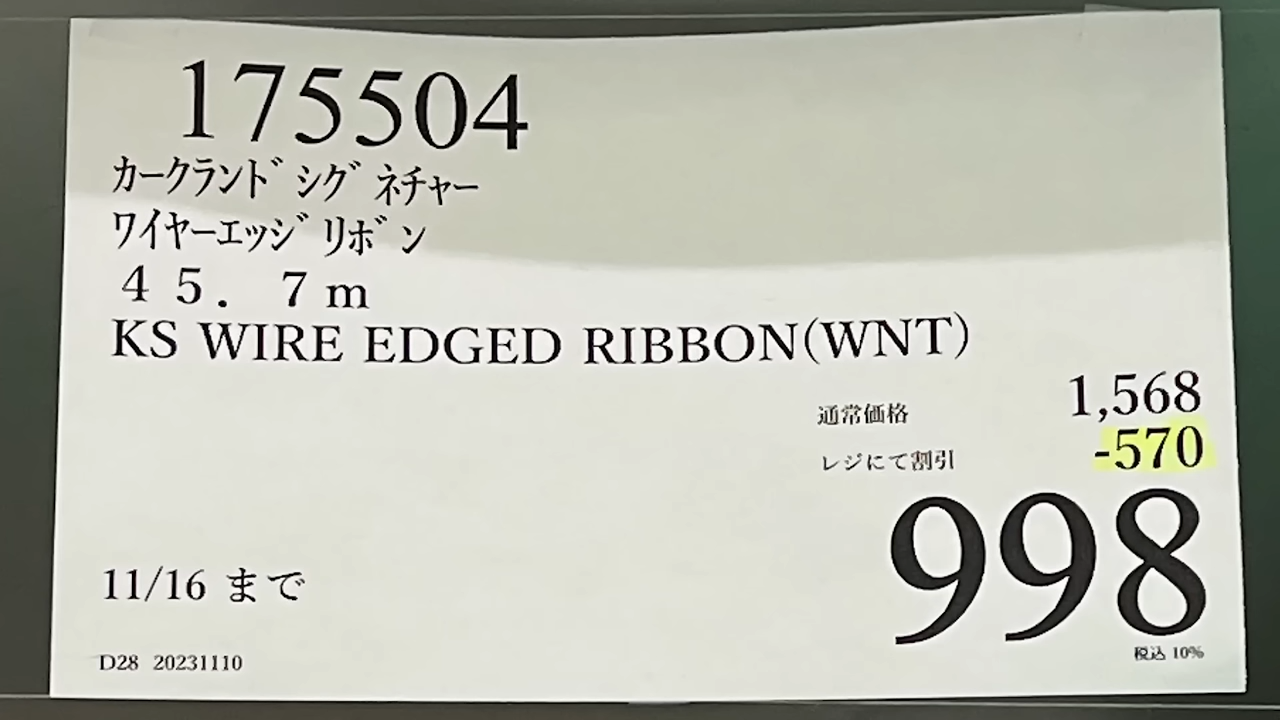 175504
カークランドシグネチャー
ワイヤーエッジリボン
４５．７ｍ
KS WIRE EDGED RIBBON(WNT)
通常価格 1,568
レジにて割引 -570
998
11/16 まで
税込 10%
D28 20231110